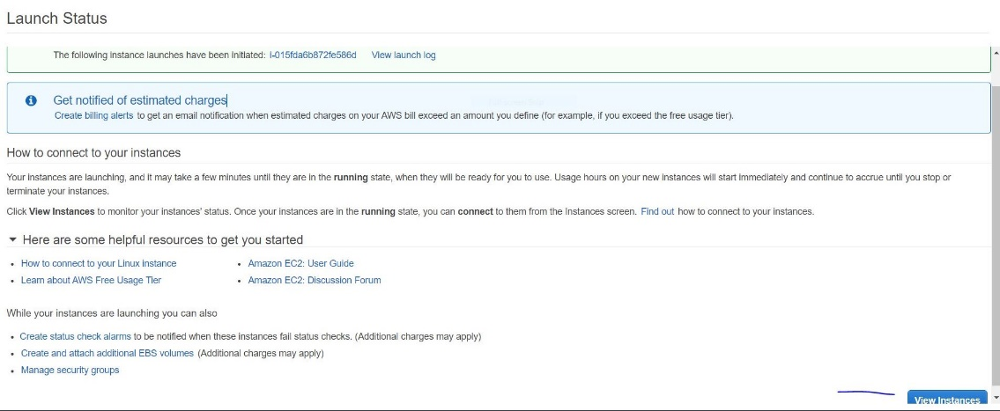 Launch Status
The following instance launches have been initiated: i-015fda6b872fe586d View launch log
Get notified of estimated charges
Create billing alerts to get an email notification when estimated charges on your AWS bill exceed an amount you define (for example, if you exceed the free usage tier).
How to connect to your instances
Your instances are launching, and it may take a few minutes until they are in the running state, when they will be ready for you to use. Usage hours on your new instances will start immediately and continue to accrue until you stop or
terminate your instances.
Click View Instances to monitor your instances' status. Once your instances are in the running state, you can connect to them from the Instances screen. Find out how to connect to your instances.
Here are some helpful resources to get you started
• How to connect to your Linux instance • Amazon EC2: User Guide
• Learn about AWS Free Usage Tier • Amazon EC2: Discussion Forum
While your instances are launching you can also
• Create status check alarms to be notified when these instances fail status checks. (Additional charges may apply)
• Create and attach additional EBS volumes (Additional charges may apply)
• Manage security groups
View Instances